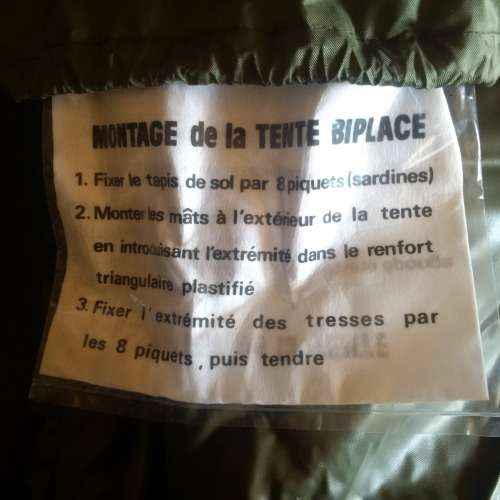 MONTAGE de la TENTE BIPLACE
1. Fixer le tapis de sol par 8 piquets (sardines)
2. Monter les mâts à l'extérieur de la tente
en introduisant l'extrémité dans le renfort
triangulaire plastifié
3. Fixer l'extrémité des tresses par
les 8 piquets, puis tendre